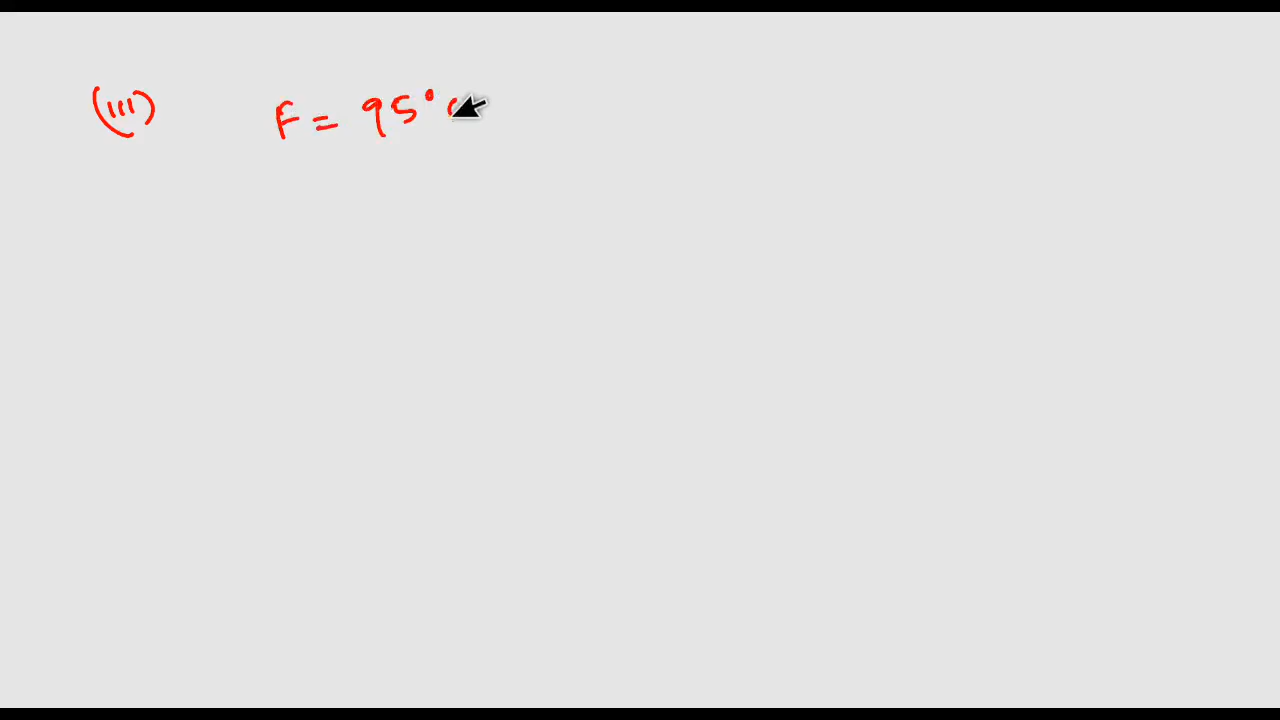 (iii) F = 95°